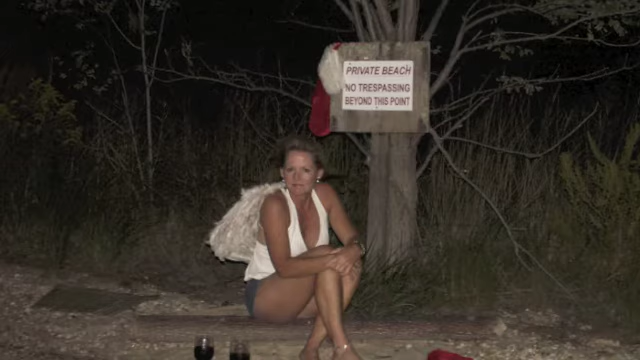 PRIVATE BEACH
NO TRESPASSING
BEYOND THIS POINT